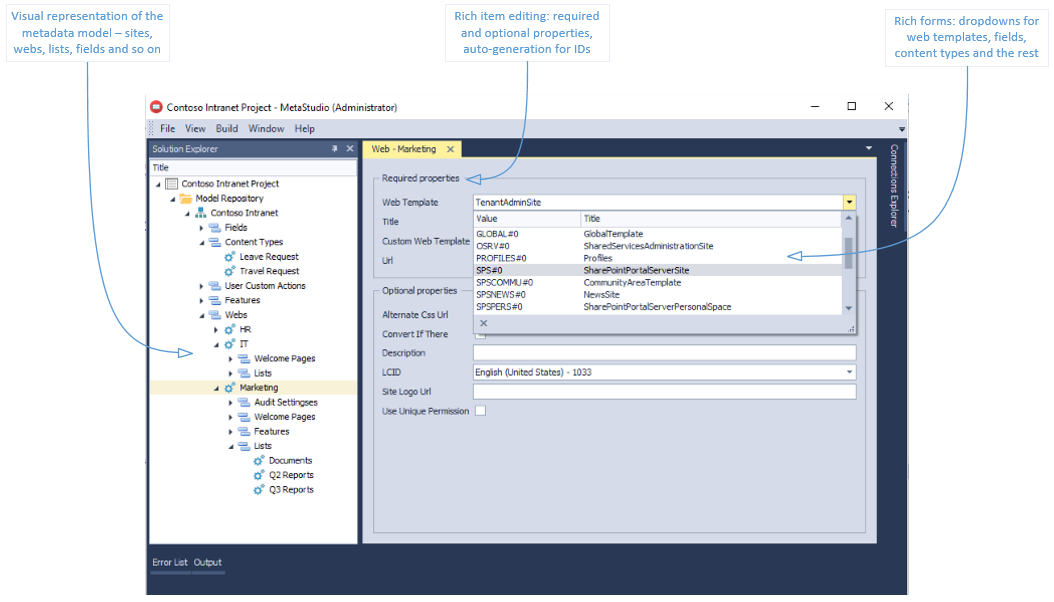 Visual representation of the
metadata model – sites,
webs, lists, fields and so on
Rich item editing: required
and optional properties,
auto-generation for IDs
Rich forms: dropdowns for
web templates, fields,
content types and the rest
Contoso Intranet Project - MetaStudio (Administrator)
File View Build Window Help
Solution Explorer
Title
Contoso Intranet Project
Model Repository
Contoso Intranet
Fields
Content Types
Leave Request
Travel Request
User Custom Actions
Features
Webs
HR
IT
Welcome Pages
Lists
Marketing
Audit Settingses
Welcome Pages
Features
Lists
Documents
Q2 Reports
Q3 Reports
Web - Marketing
Required properties
Web Template TenantAdminSite
Title
Custom Web Template
Url
Value Title
GLOBAL#0 GlobalTemplate
OSRV#0 SharedServicesAdministrationSite
PROFILES#0 Profiles
SPS#0 SharePointPortalServerSite
SPSCOMMU#0 CommunityAreaTemplate
SPSNEWS#0 NewsSite
SPSPERS#0 SharePointPortalServerPersonalSpace
Optional properties
Alternate Css Url
Convert If There
Description
LCID English (United States) - 1033
Site Logo Url
Use Unique Permission
Connections Explorer
Error List Output